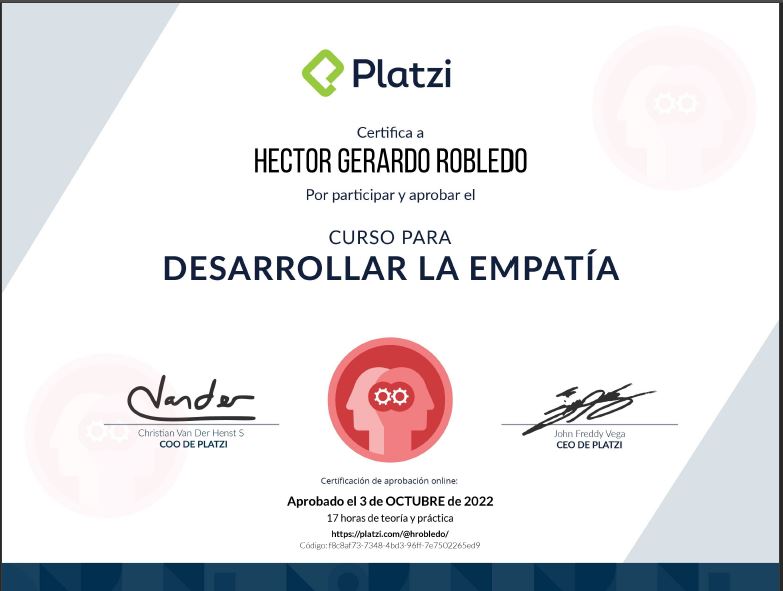 Platzi
Certifica a
HECTOR GERARDO ROBLEDO
Por participar y aprobar el
CURSO PARA
DESARROLLAR LA EMPATÍA
Christian Van Der Henst S
COO DE PLATZI
John Freddy Vega
CEO DE PLATZI
Certificación de aprobación online:
Aprobado el 3 de OCTUBRE de 2022
17 horas de teoría y práctica
https://platzi.com/@hrobledo/
Código: f8c8af73-7348-4bd3-96ff-7e7502265ed9